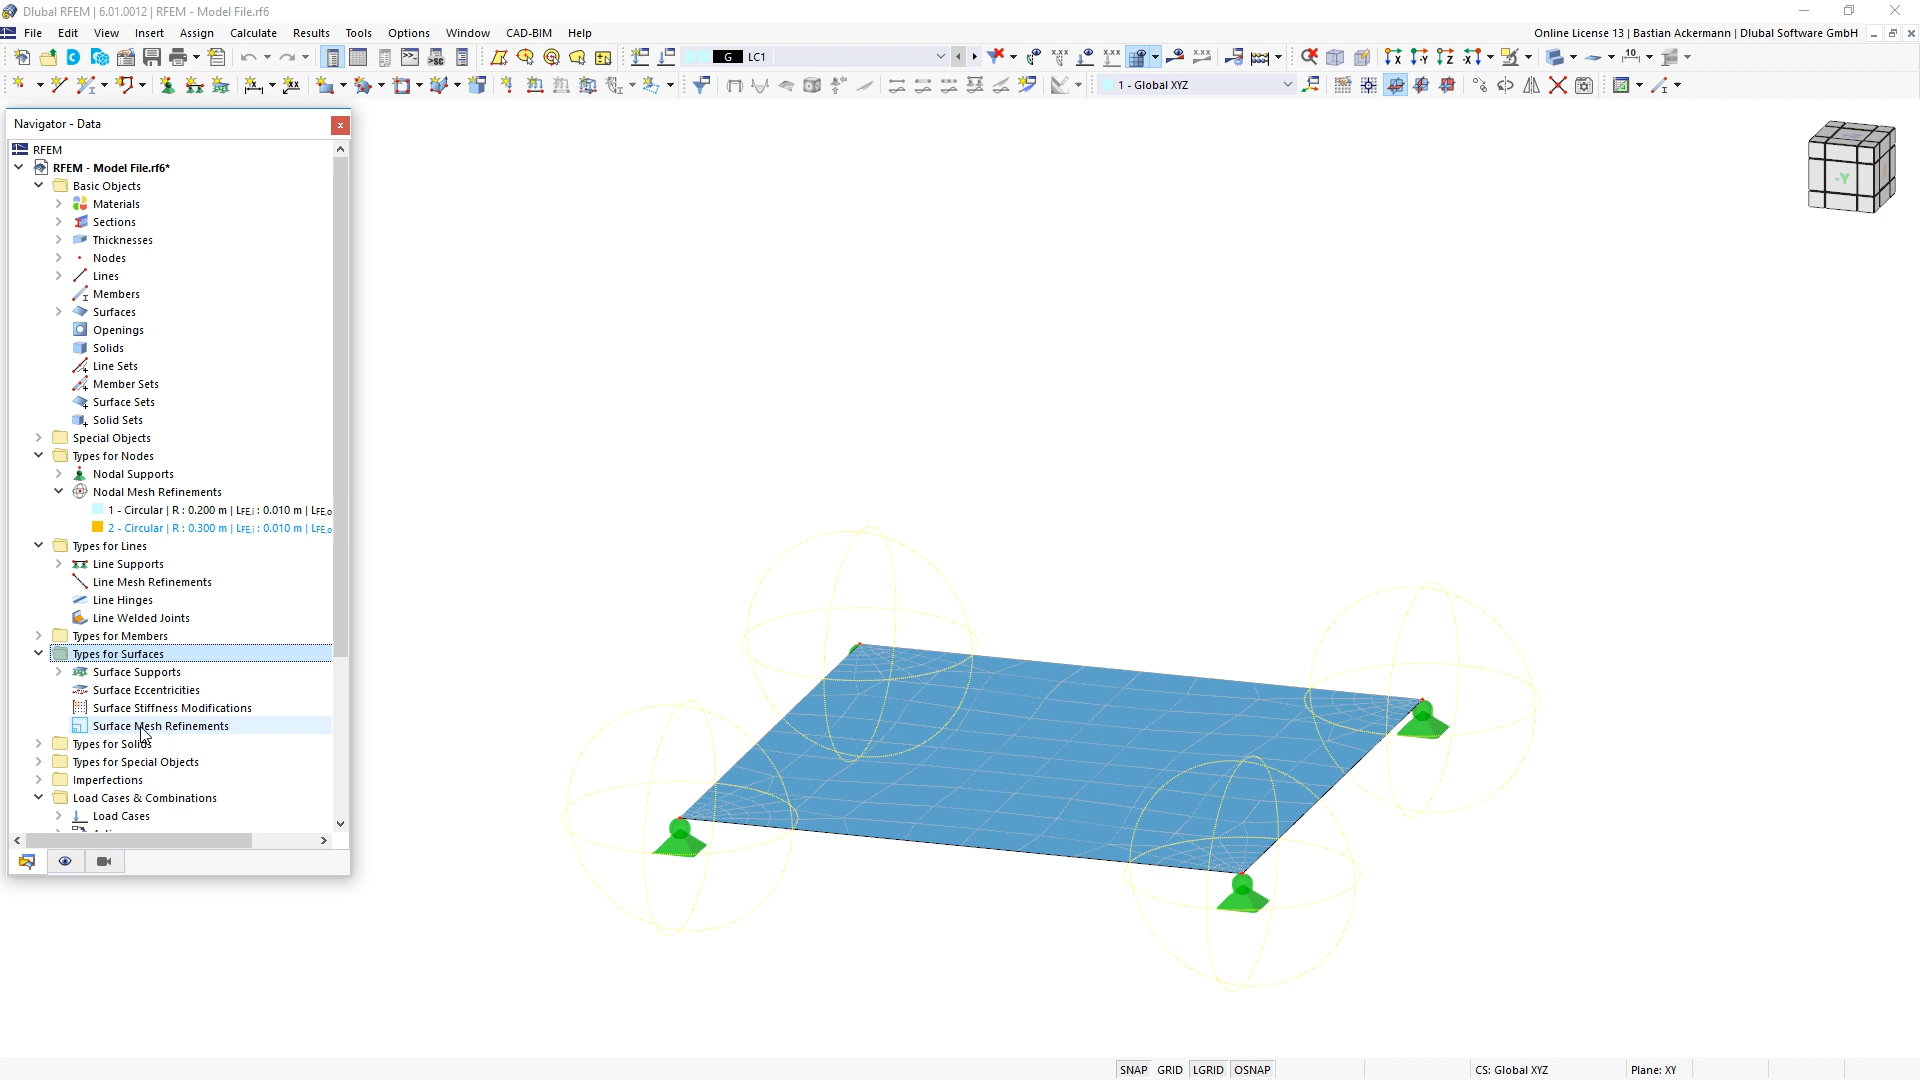 Dlubal RFEM | 6.01.0012 | RFEM - Model File.rf6
File Edit View Insert Assign Calculate Results Tools Options Window CAD-BIM Help
Online License 13 | Bastian Ackermann | Dlubal Software GmbH
G LC1
1 - Global XYZ
Navigator - Data
RFEM
RFEM - Model File.rf6*
Basic Objects
Materials
Sections
Thicknesses
Nodes
Lines
Members
Surfaces
Openings
Solids
Line Sets
Member Sets
Surface Sets
Solid Sets
Special Objects
Types for Nodes
Nodal Supports
Nodal Mesh Refinements
1 - Circular | R : 0.200 m | LFE,i : 0.010 m | LFE,o
2 - Circular | R : 0.300 m | LFE,i : 0.010 m | LFE,o
Types for Lines
Line Supports
Line Mesh Refinements
Line Hinges
Line Welded Joints
Types for Members
Types for Surfaces
Surface Supports
Surface Eccentricities
Surface Stiffness Modifications
Surface Mesh Refinements
Types for Solids
Types for Special Objects
Imperfections
Load Cases & Combinations
Load Cases
-Y
SNAP GRID LGRID OSNAP
CS: Global XYZ
Plane: XY